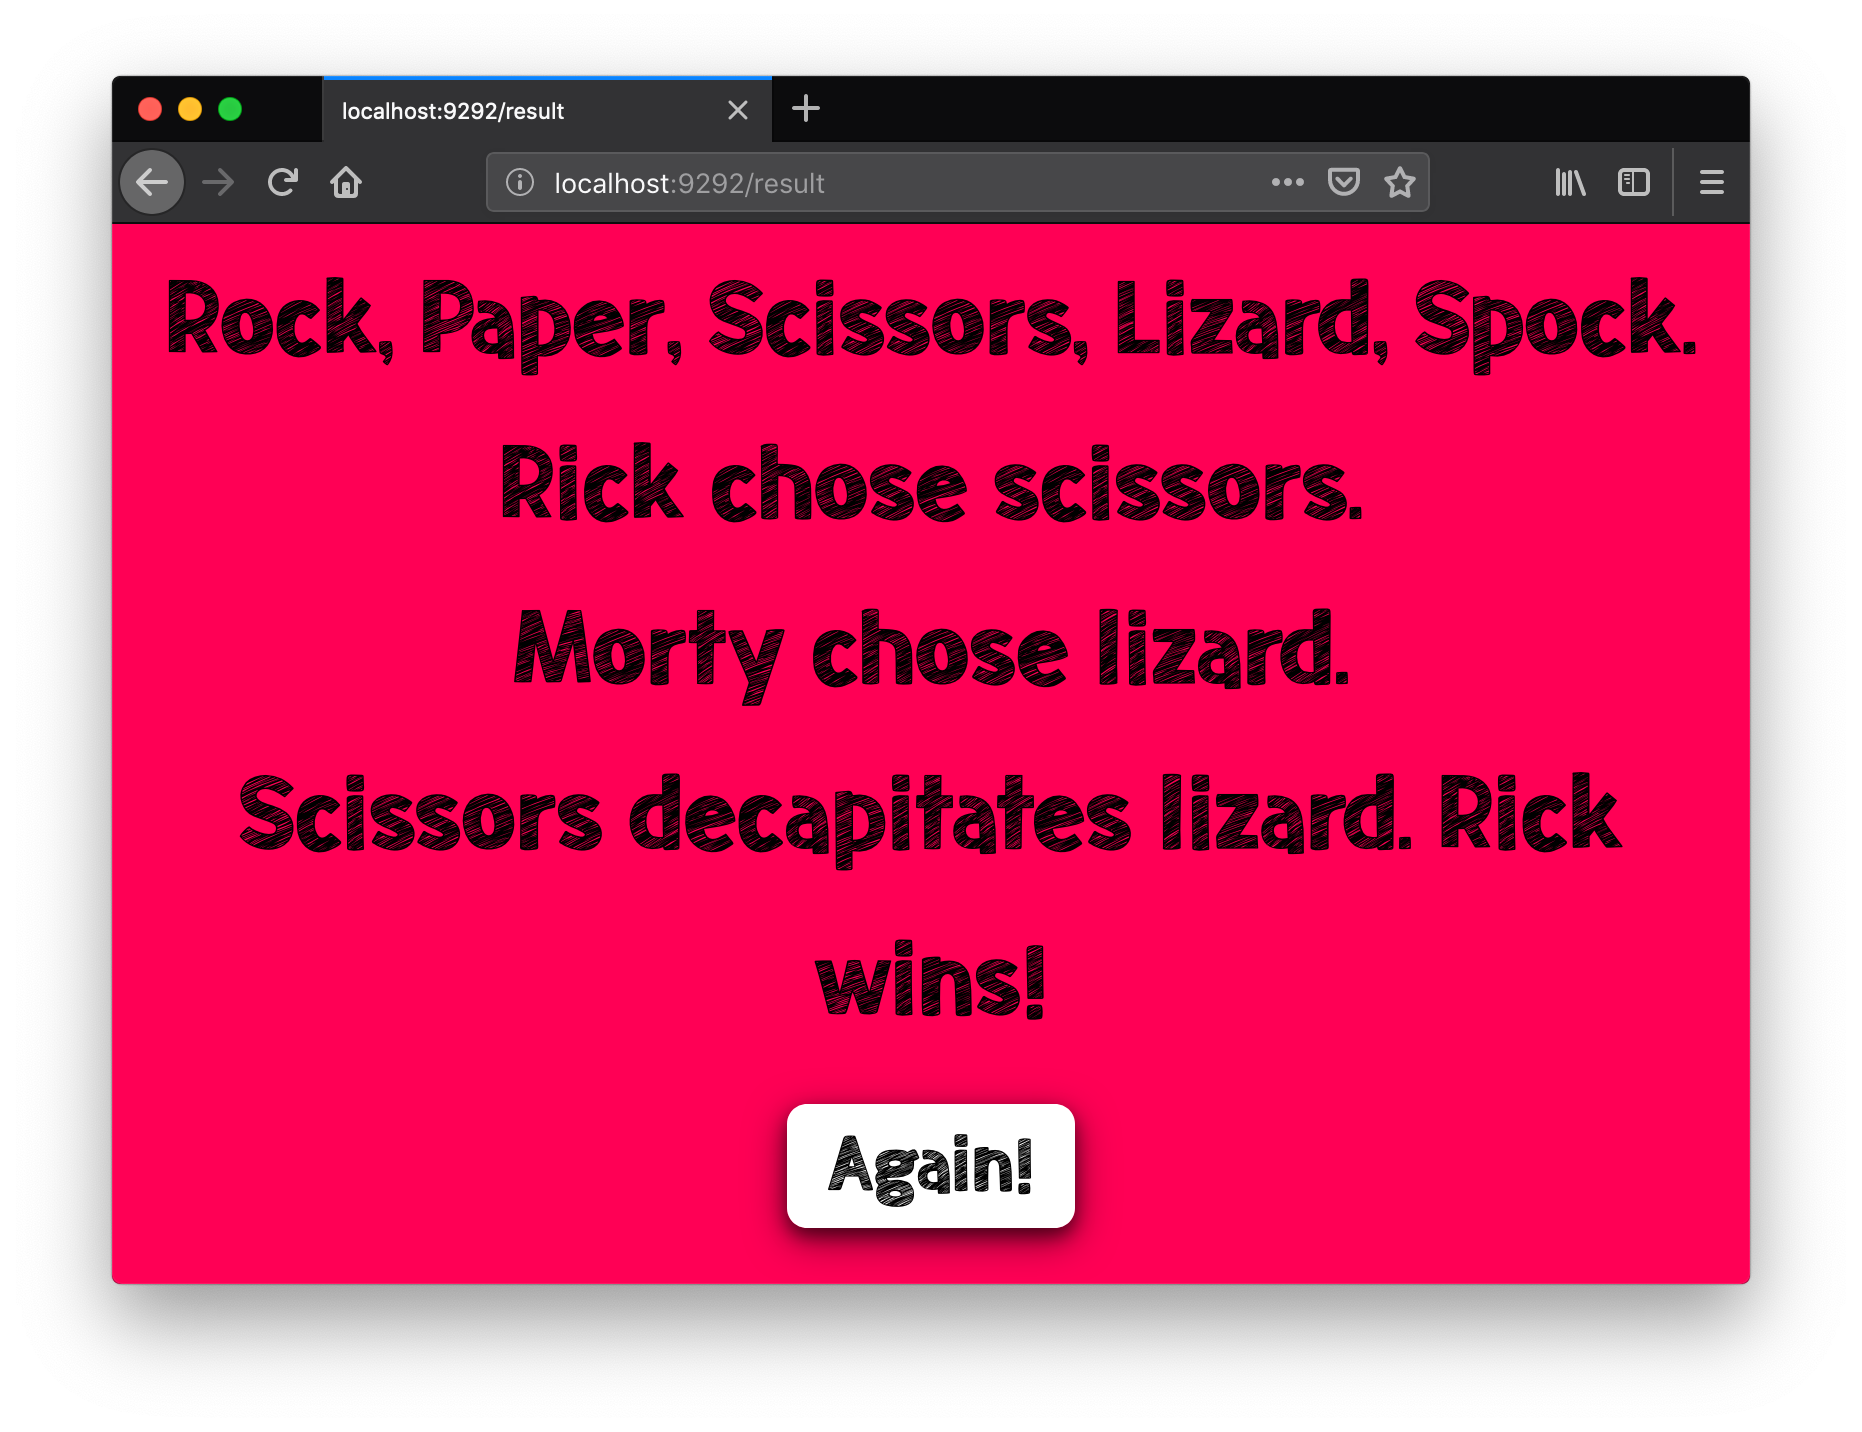 localhost:9292/result
localhost:9292/result
Rock, Paper, Scissors, Lizard, Spock.
Rick chose scissors.
Morty chose lizard.
Scissors decapitates lizard. Rick
wins!
Again!